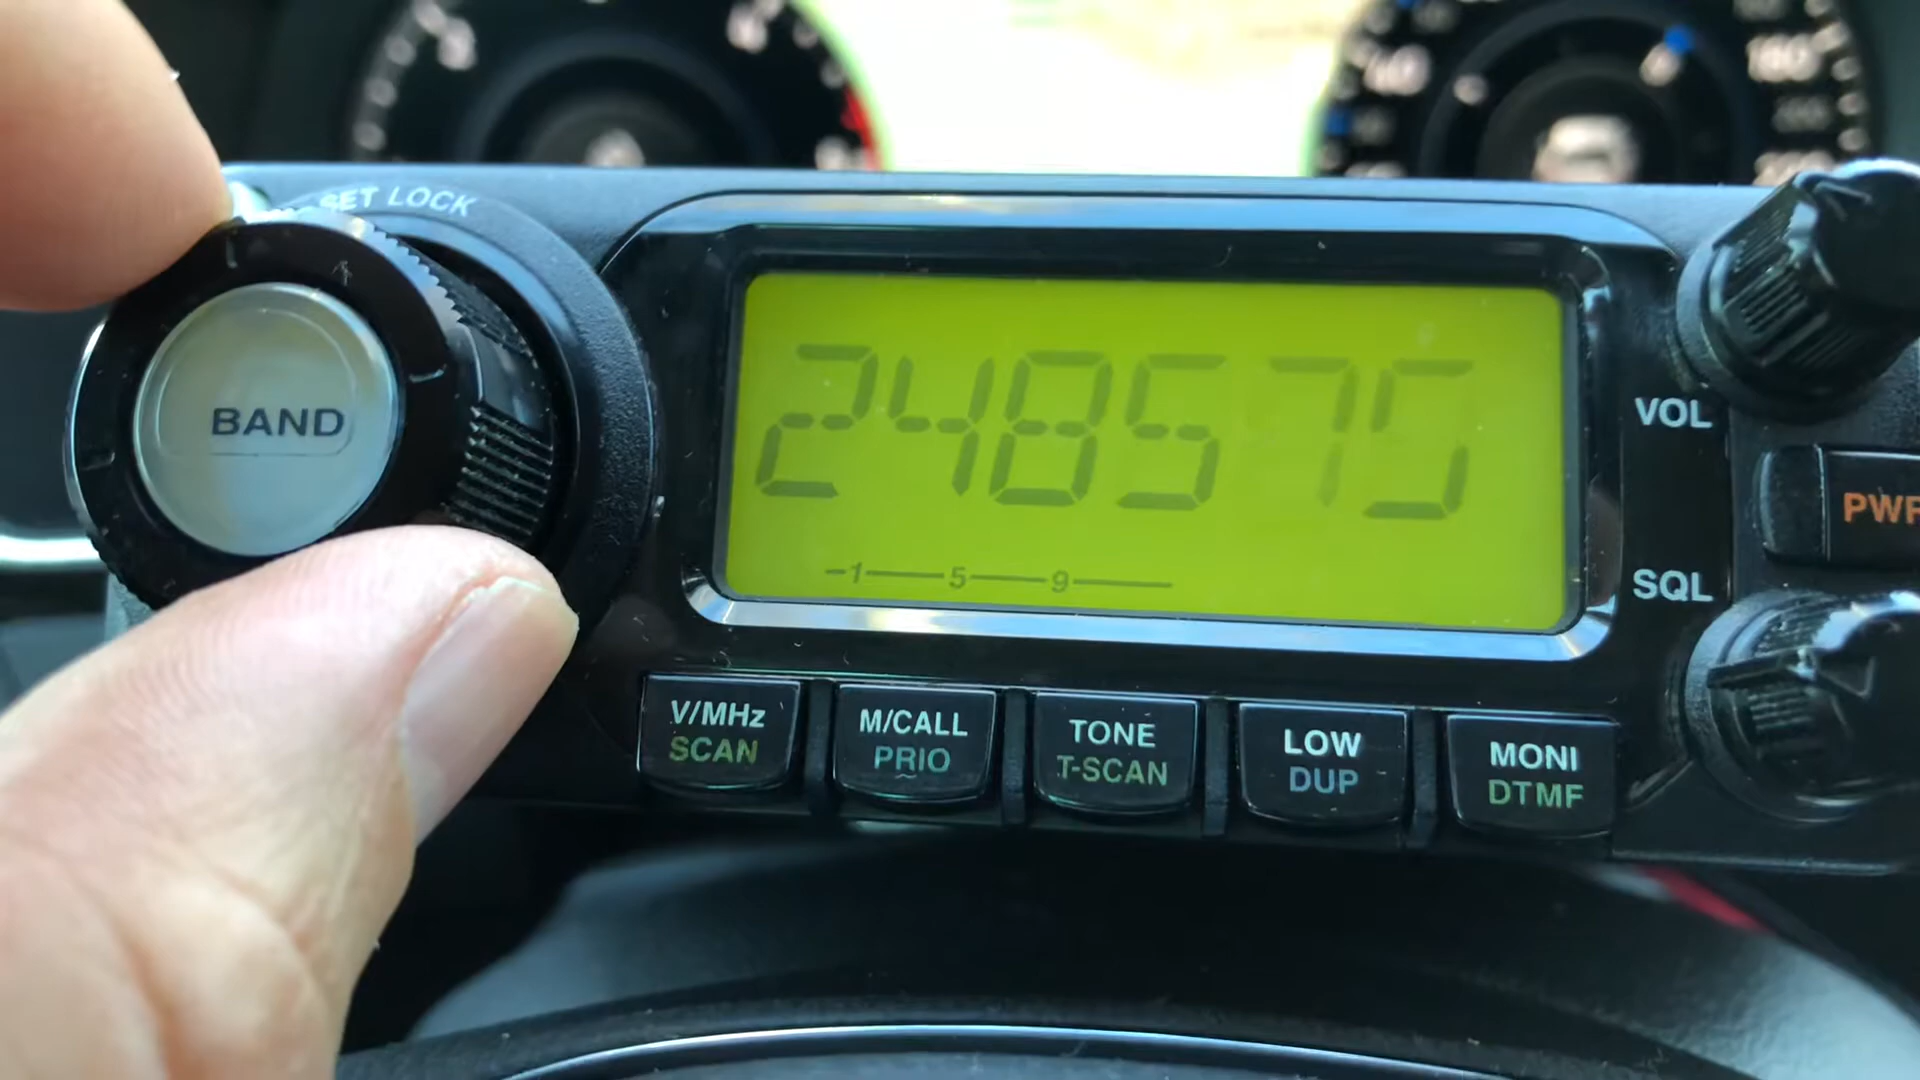 SET LOCK
BAND
248575
-1—5—9—
VOL
PWR
SQL
V/MHz
SCAN
M/CALL
PRIO
TONE
T-SCAN
LOW
DUP
MONI
DTMF
180